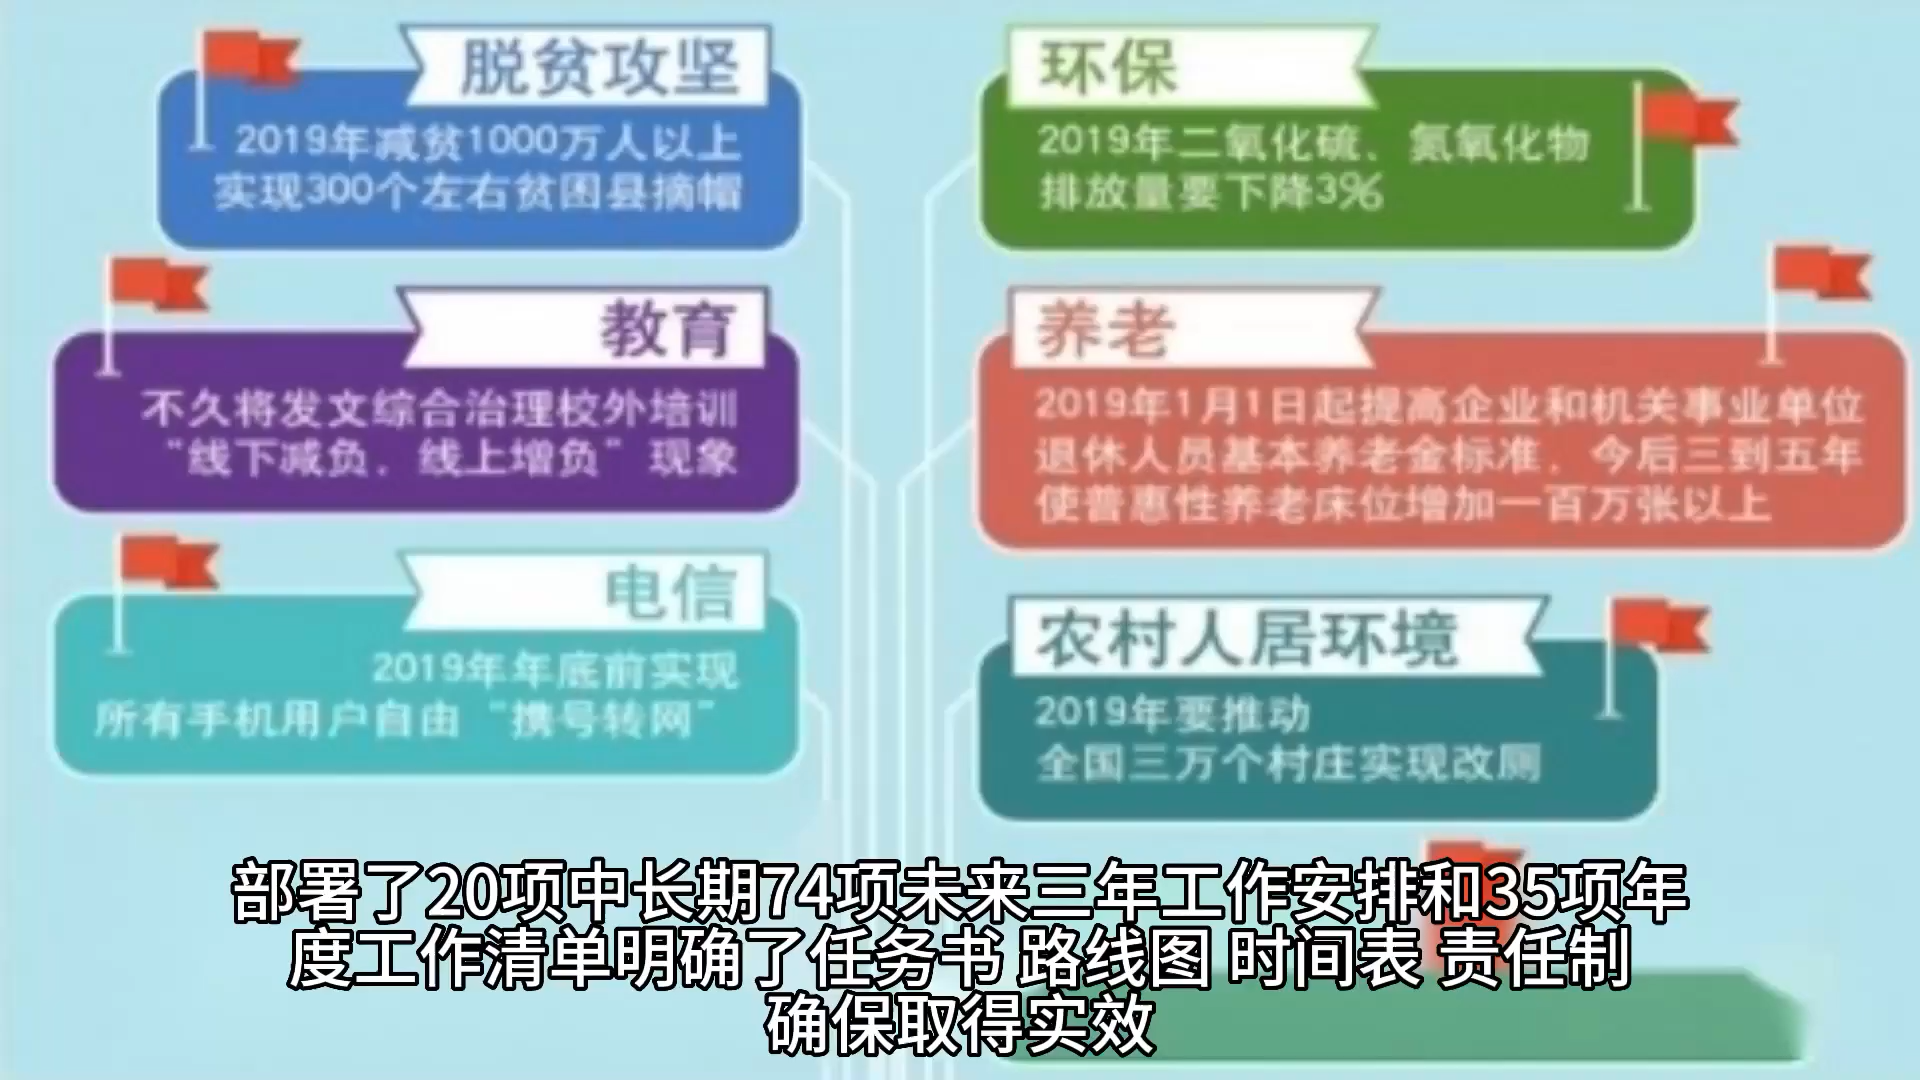 脱贫攻坚
2019年减贫1000万人以上
实现300个左右贫困县摘帽
环保
2019年二氧化硫、氮氧化物
排放量要下降3%
教育
不久将发文综合治理校外培训
“线下减负，线上增负”现象
养老
2019年1月1日起提高企业和机关事业单位
退休人员基本养老金标准，今后三到五年
使普惠性养老床位增加一百万张以上
电信
2019年年底前实现
所有手机用户自由“携号转网”
农村人居环境
2019年要推动
全国三万个村庄实现改厕
部署了20项中长期74项未来三年工作安排和35项年
度工作清单明确了任务书 路线图 时间表 责任制
确保取得实效